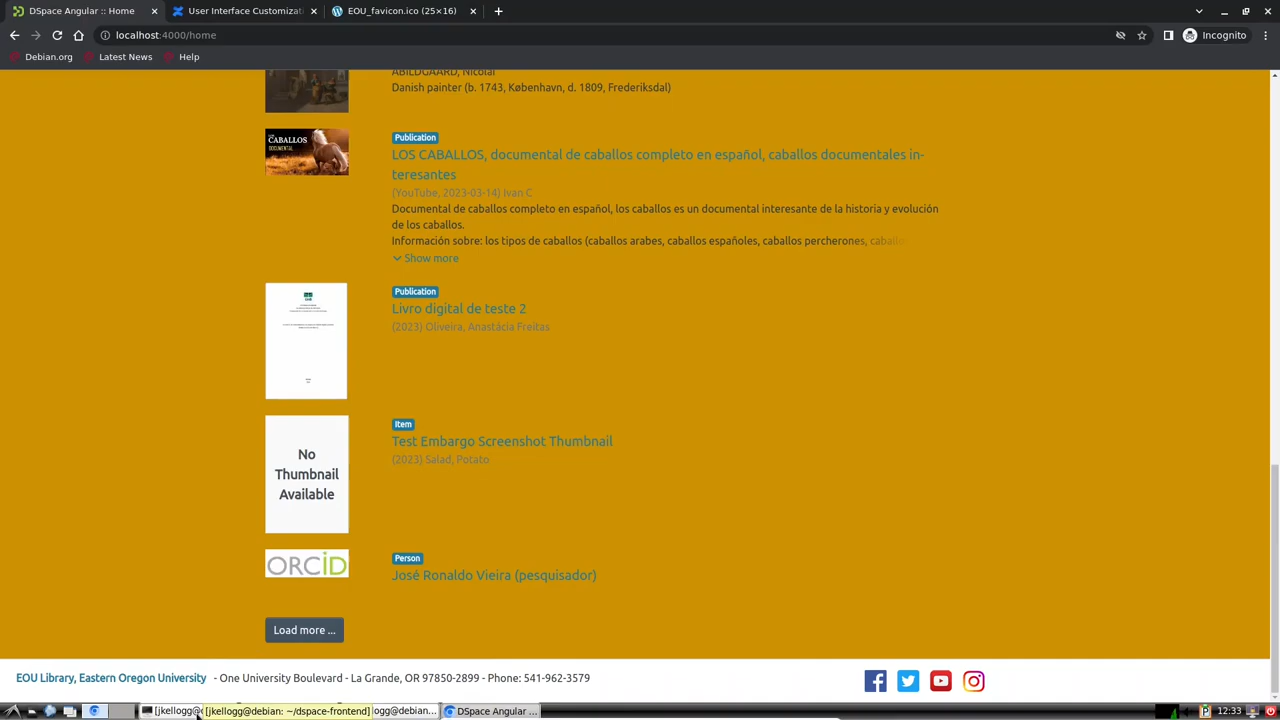 DSpace Angular :: Home
User Interface Customizati
EOU_favicon.ico (25×16)
localhost:4000/home
Incognito
Debian.org
Latest News
Help
ABILDGAARD, Nicolai
Danish painter (b. 1743, København, d. 1809, Frederiksdal)
LOS
CABALLOS
DOCUMENTAL
Publication
LOS CABALLOS, documental de caballos completo en español, caballos documentales in-
teresantes
(YouTube, 2023-03-14) Ivan C
Documental de caballos completo en español, los caballos es un documental interesante de la historia y evolución
de los caballos.
Información sobre: los tipos de caballos (caballos arabes, caballos españoles, caballos percherones, caballo
Show more
Publication
Livro digital de teste 2
(2023) Oliveira, Anastácia Freitas
No
Thumbnail
Available
Item
Test Embargo Screenshot Thumbnail
(2023) Salad, Potato
ORCID
Person
José Ronaldo Vieira (pesquisador)
Load more ...
EOU Library, Eastern Oregon University - One University Boulevard - La Grande, OR 97850-2899 - Phone: 541-962-3579
[jkellogg@
[jkellogg@debian: ~/dspace-frontend]
ogg@debian...
DSpace Angular ...
12:33